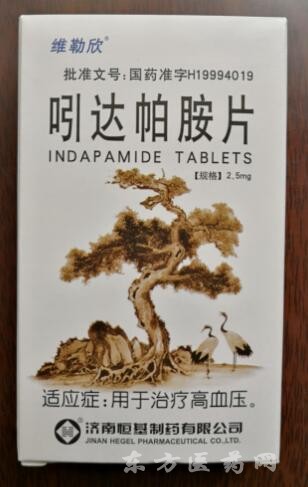 维勒欣®
批准文号:国药准字H19994019
吲达帕胺片
INDAPAMIDE TABLETS
【规格】2.5mg
适应症:用于治疗高血压。
济南恒基制药有限公司
JINAN HEGEL PHARMACEUTICAL CO.,LTD.
东方医药网